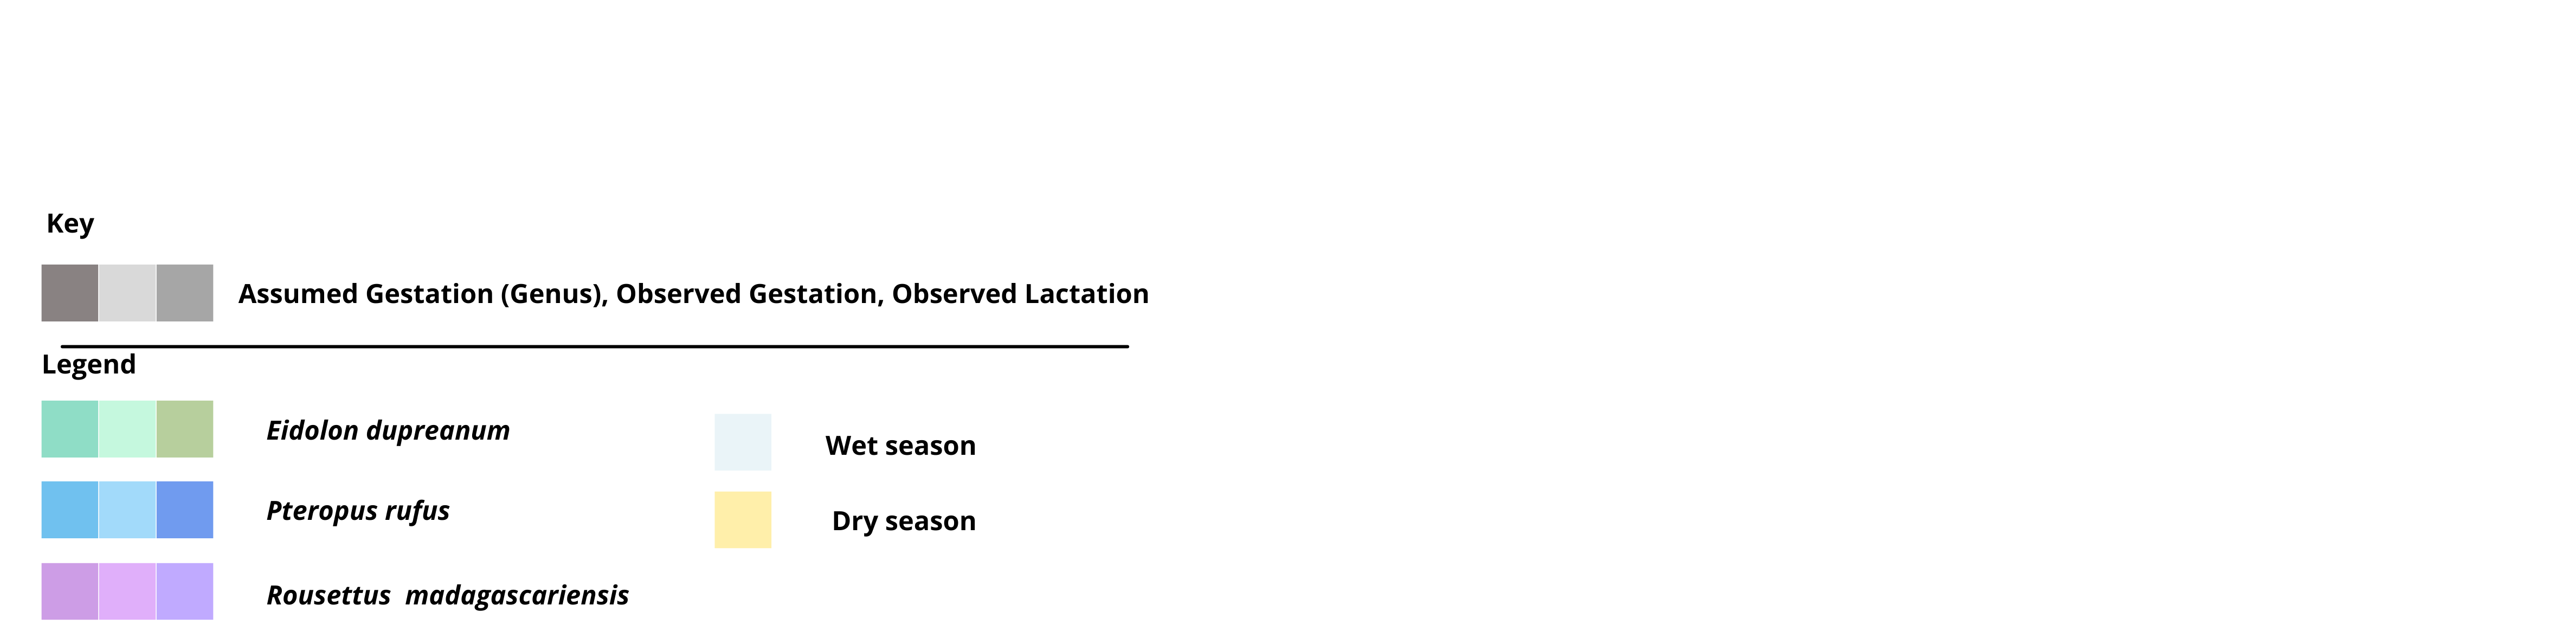 Key
Assumed Gestation (Genus), Observed Gestation, Observed Lactation
Legend
Eidolon dupreanum
Wet season
Pteropus rufus
Dry season
Rousettus  madagascariensis